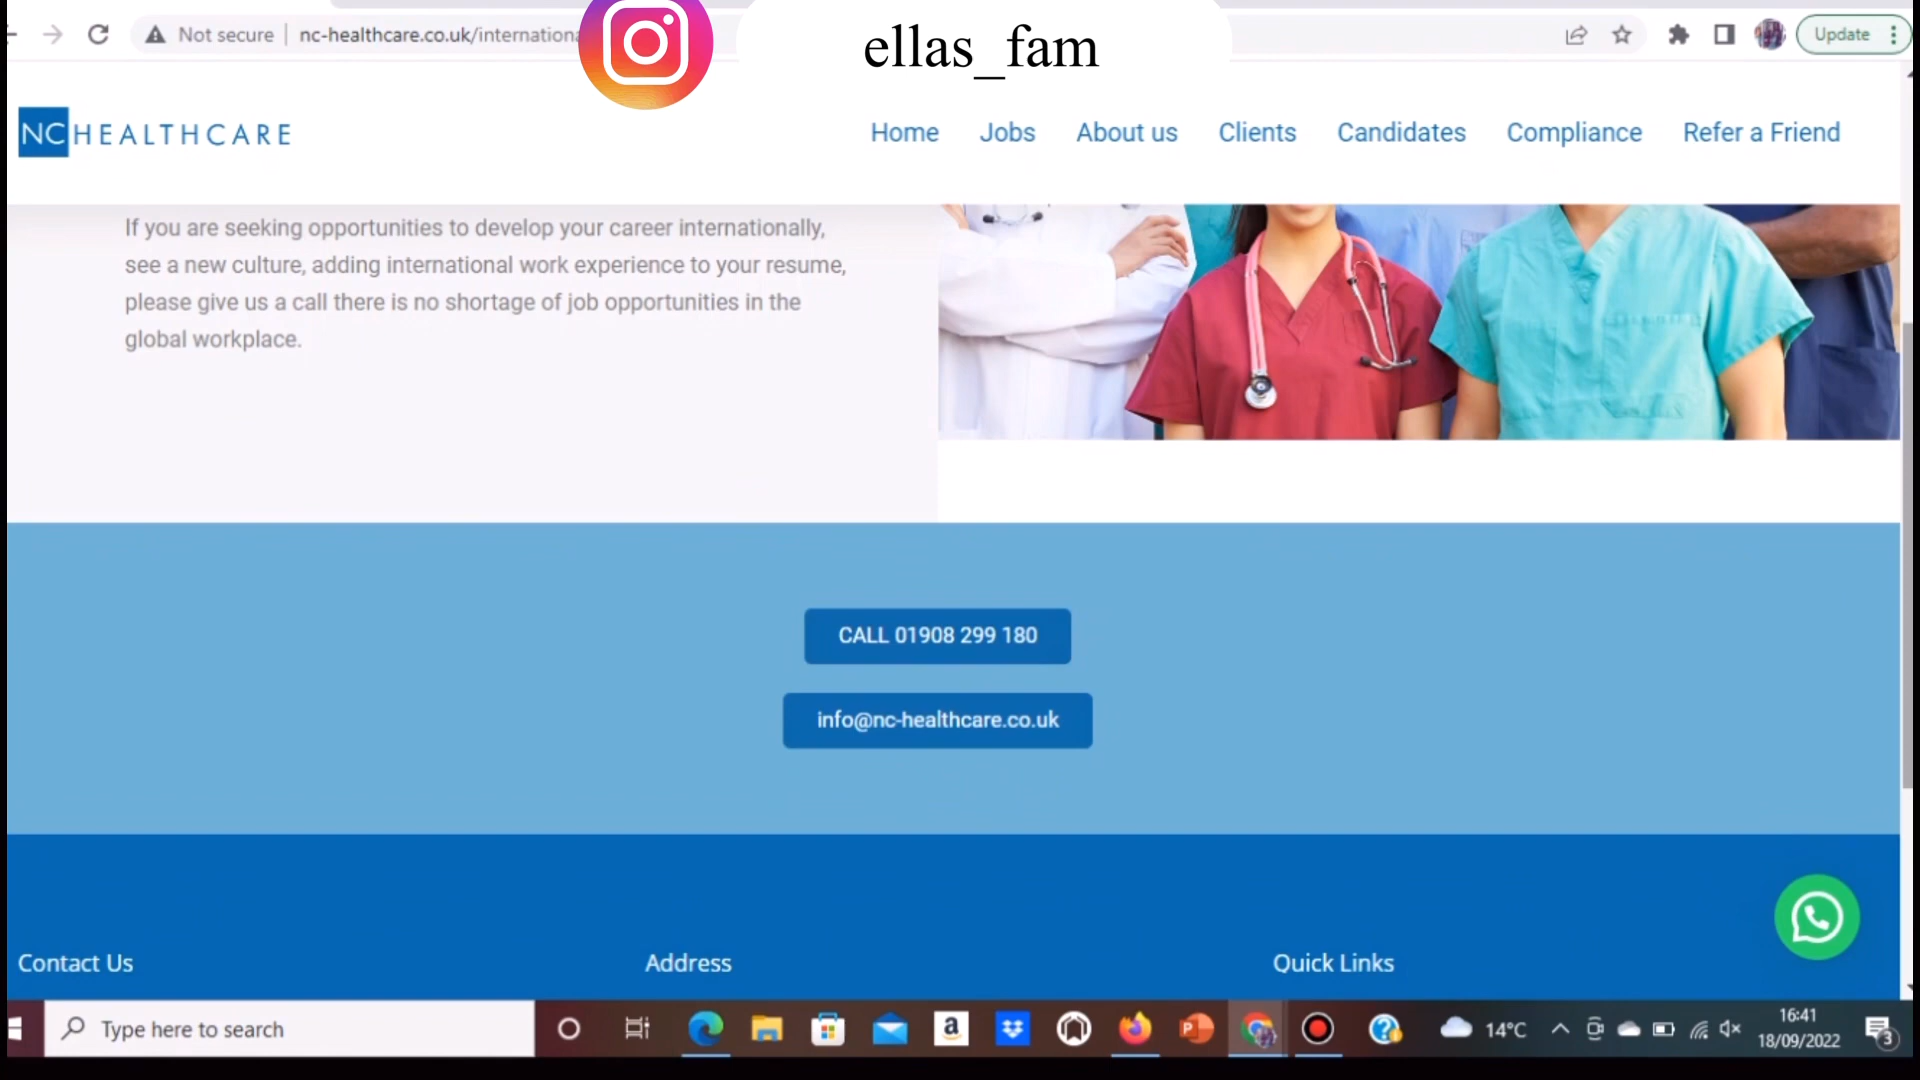 Not secure
nc-healthcare.co.uk/internationa
ellas_fam
Update
NC HEALTHCARE
Home
Jobs
About us
Clients
Candidates
Compliance
Refer a Friend
If you are seeking opportunities to develop your career internationally,
see a new culture, adding international work experience to your resume,
please give us a call there is no shortage of job opportunities in the
global workplace.
CALL 01908 299 180
info@nc-healthcare.co.uk
Contact Us
Address
Quick Links
Type here to search
14°C
16:41
18/09/2022
3